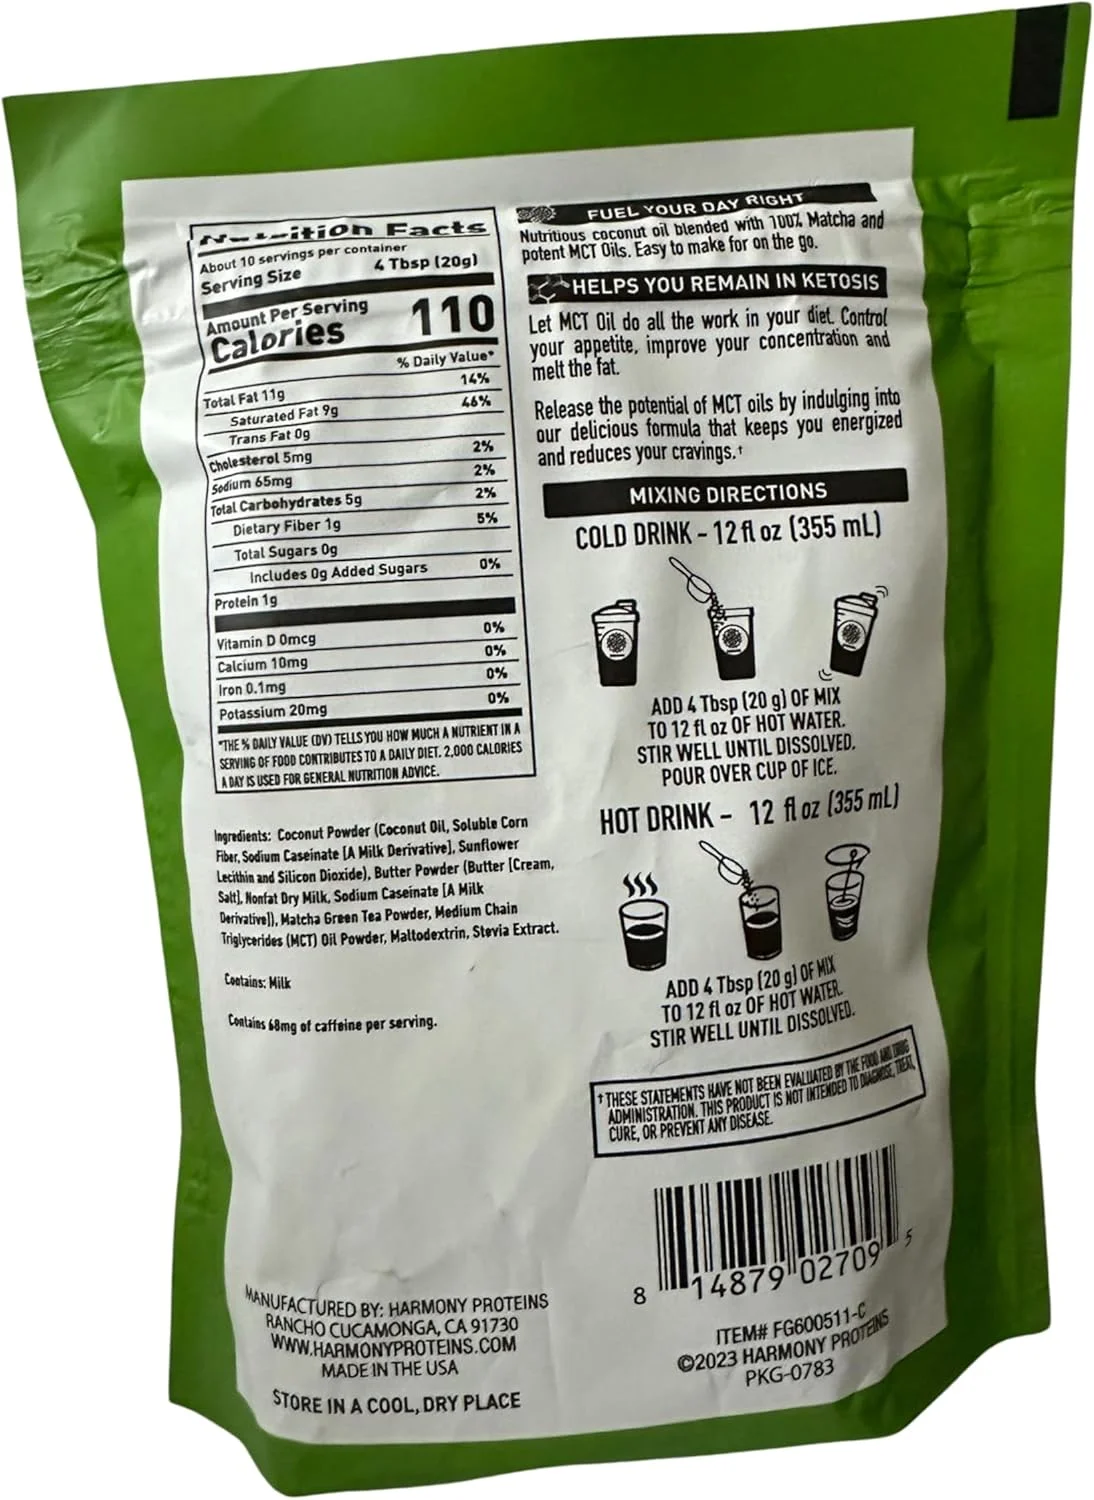 Nutrition Facts
About 10 servings per container
Serving Size 4 Tbsp (20g)
Amount Per Serving
Calories 110
% Daily Value*
Total Fat 11g 14%
Saturated Fat 9g 46%
Trans Fat 0g
Cholesterol 5mg 2%
Sodium 65mg 2%
Total Carbohydrates 5g 2%
Dietary Fiber 1g 5%
Total Sugars 0g
Includes 0g Added Sugars 0%
Protein 1g
Vitamin D 0mcg 0%
Calcium 10mg 0%
Iron 0.1mg 0%
Potassium 20mg 0%
*THE % DAILY VALUE (DV) TELLS YOU HOW MUCH A NUTRIENT IN A
SERVING OF FOOD CONTRIBUTES TO A DAILY DIET. 2,000 CALORIES
A DAY IS USED FOR GENERAL NUTRITION ADVICE.
Ingredients: Coconut Powder (Coconut Oil, Soluble Corn
Fiber, Sodium Caseinate [A Milk Derivative], Sunflower
Lecithin and Silicon Dioxide), Butter Powder (Butter [Cream,
Salt], Nonfat Dry Milk, Sodium Caseinate [A Milk
Derivative]), Matcha Green Tea Powder, Medium Chain
Triglycerides (MCT) Oil Powder, Maltodextrin, Stevia Extract.
Contains: Milk
Contains 68mg of caffeine per serving.
MANUFACTURED BY: HARMONY PROTEINS
RANCHO CUCAMONGA, CA 91730
WWW.HARMONYPROTEINS.COM
MADE IN THE USA
STORE IN A COOL, DRY PLACE
FUEL YOUR DAY RIGHT
Nutritious coconut oil blended with 100% Matcha and
potent MCT Oils. Easy to make for on the go.
HELPS YOU REMAIN IN KETOSIS
Let MCT Oil do all the work in your diet. Control
your appetite, improve your concentration and
melt the fat.
Release the potential of MCT oils by indulging into
our delicious formula that keeps you energized
and reduces your cravings.†
MIXING DIRECTIONS
COLD DRINK - 12 fl oz (355 mL)
ADD 4 Tbsp (20 g) OF MIX
TO 12 fl oz OF HOT WATER.
STIR WELL UNTIL DISSOLVED,
POUR OVER CUP OF ICE.
HOT DRINK - 12 fl oz (355 mL)
ADD 4 Tbsp (20 g) OF MIX
TO 12 fl oz OF HOT WATER.
STIR WELL UNTIL DISSOLVED.
†THESE STATEMENTS HAVE NOT BEEN EVALUATED BY THE FOOD AND DRUG
ADMINISTRATION. THIS PRODUCT IS NOT INTENDED TO DIAGNOSE, TREAT,
CURE, OR PREVENT ANY DISEASE.
8 14879 02709 5
ITEM# FG600511-C
©2023 HARMONY PROTEINS
PKG-0783